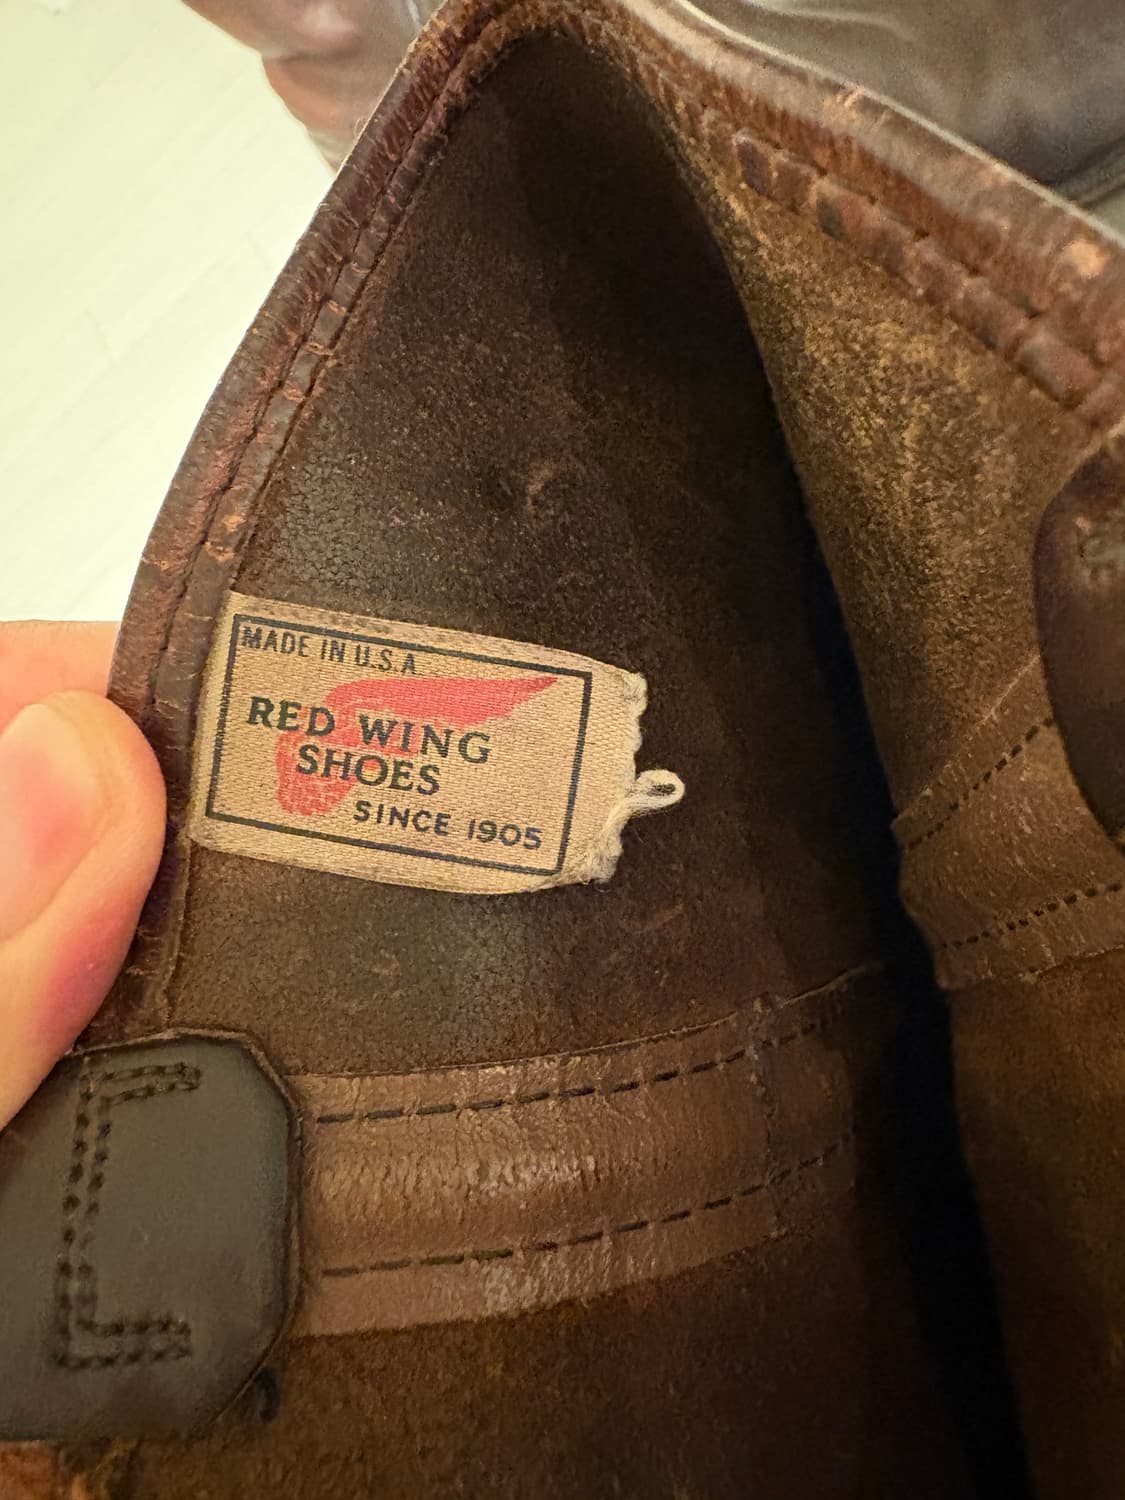 MADE IN U.S.A
RED WING
SHOES
SINCE 1905